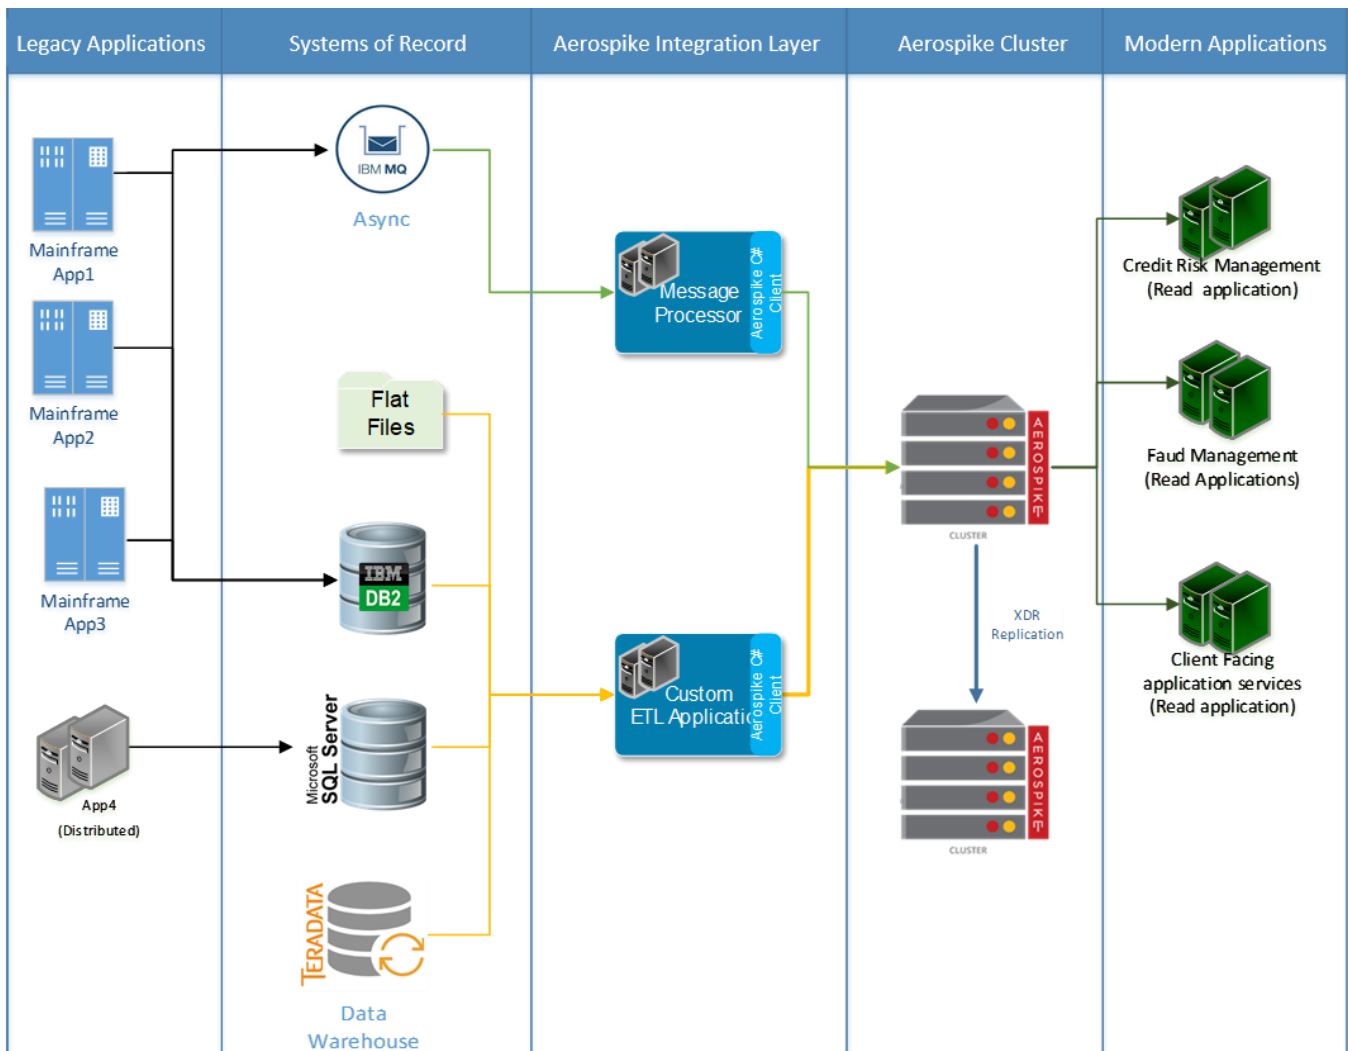 Legacy Applications
Systems of Record
Aerospike Integration Layer
Aerospike Cluster
Modern Applications
Mainframe
App1
Mainframe
App2
Mainframe
App3
App4
(Distributed)
IBM MQ
Async
Flat
Files
IBM
DB2
Microsoft
SQL Server
TERADATA
Data
Warehouse
Message
Processor
Aerospike C#
Client
Custom
ETL Applicatic
Aerospike C#
Client
AEROSPIKE
CLUSTER
XDR
Replication
AEROSPIKE
CLUSTER
Credit Risk Management
(Read application)
Faud Management
(Read Applications)
Client Facing
application services
(Read application)